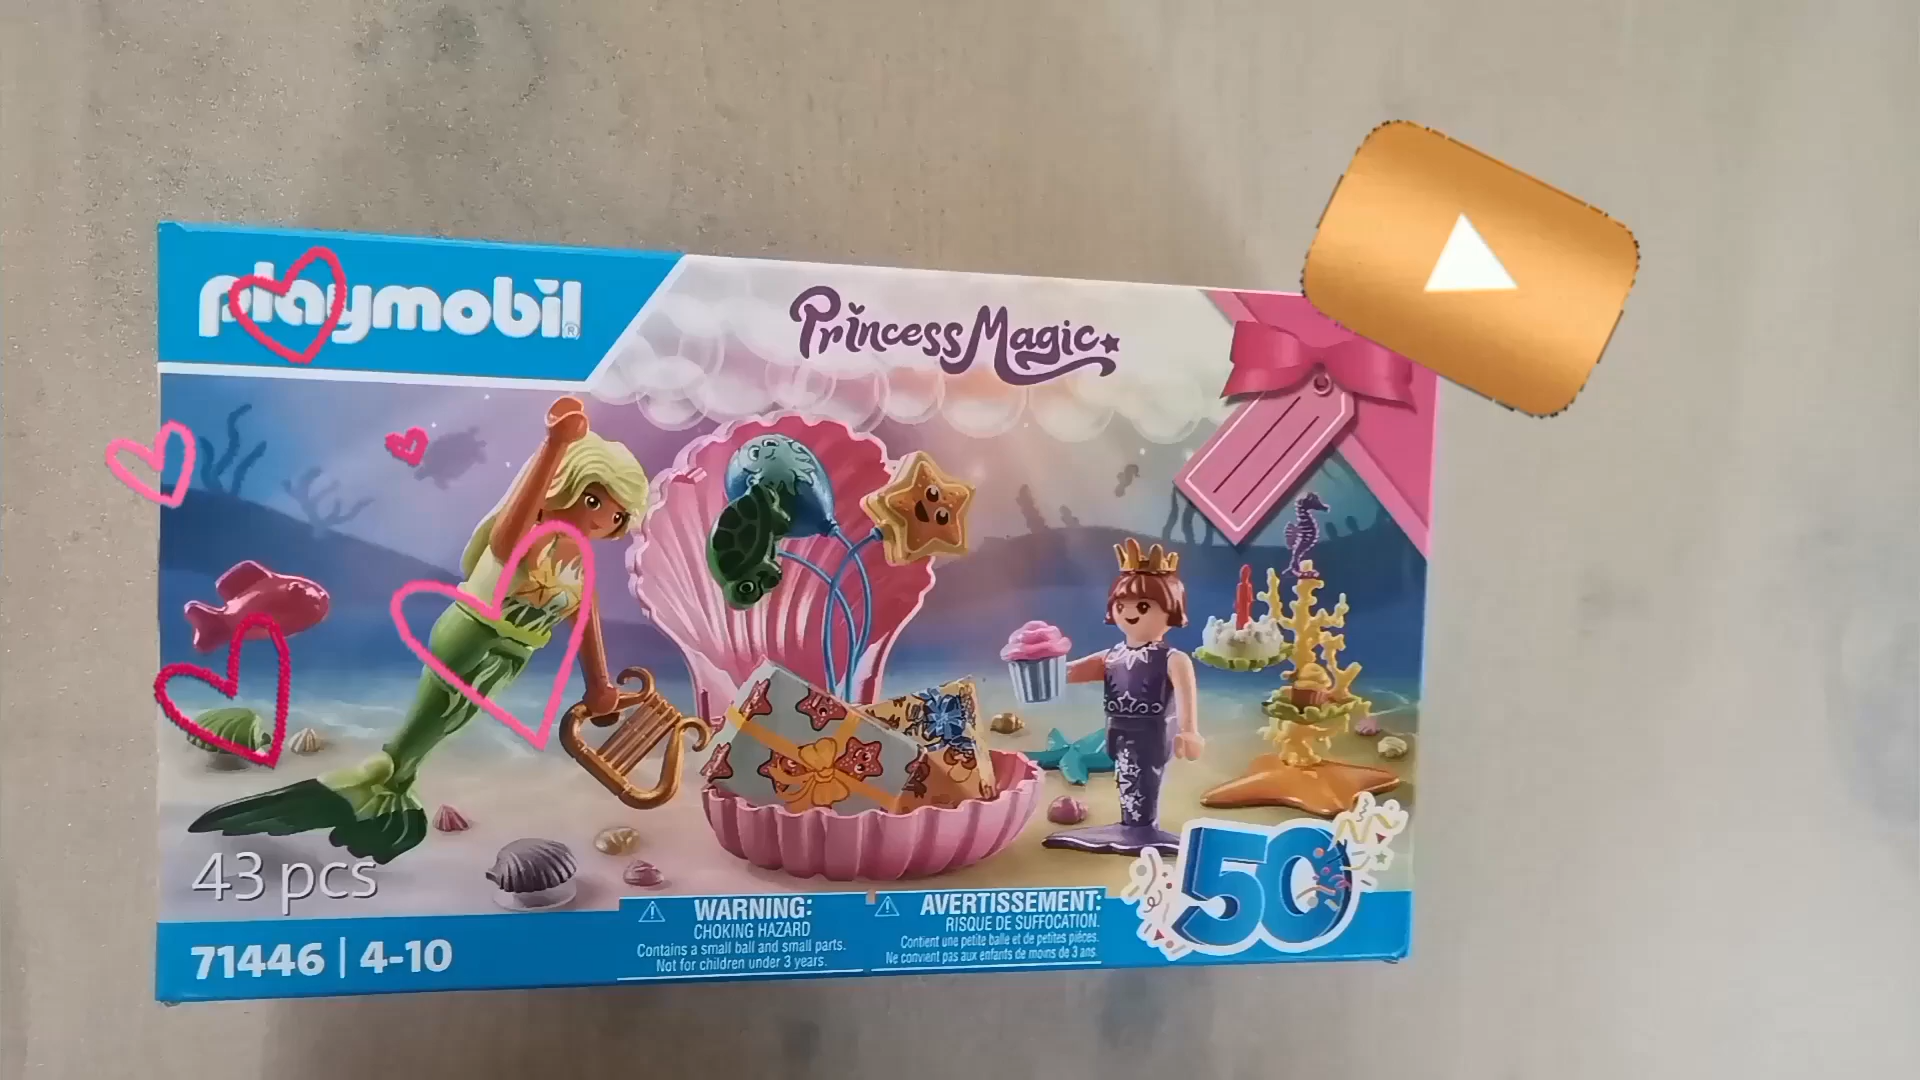 playmobil®
Princess Magic
43 pcs
50
71446 | 4-10
WARNING:
CHOKING HAZARD
Contains a small ball and small parts.
Not for children under 3 years.
AVERTISSEMENT:
RISQUE DE SUFFOCATION.
Contient une petite balle et de petites pièces.
Ne convient pas aux enfants de moins de 3 ans.